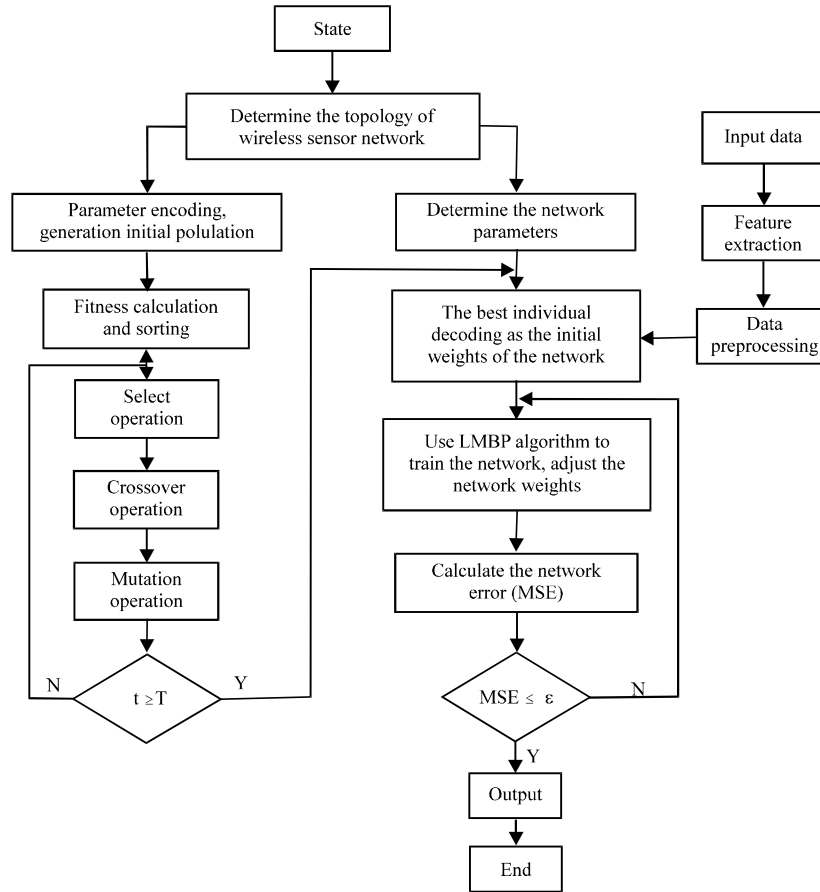 State
Determine the topology of
wireless sensor network
Input data
Parameter encoding,
generation initial polulation
Determine the network
parameters
Feature
extraction
Fitness calculation
and sorting
The best individual
decoding as the initial
weights of the network
Data
preprocessing
Select
operation
Use LMBP algorithm to
train the network, adjust the
network weights
Crossover
operation
Mutation
operation
Calculate the network
error (MSE)
N
t ≥T
Y
MSE ≤ ε
N
Y
Output
End